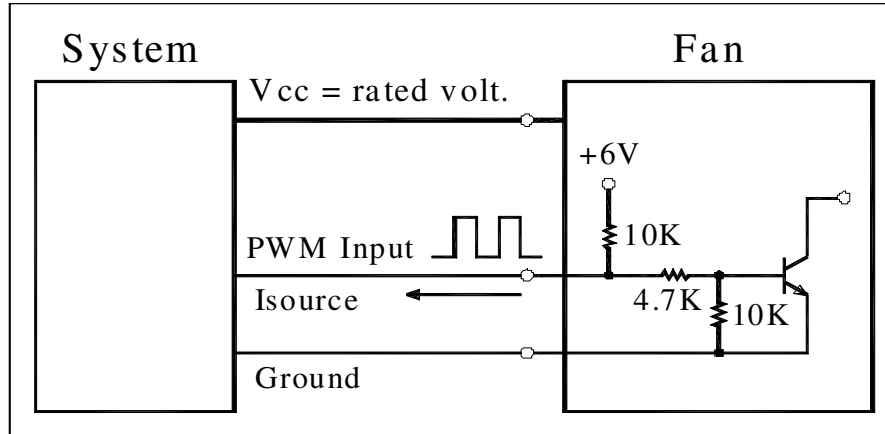 System
Fan
Vcc = rated volt.
+6V
10K
PWM Input
4.7K
10K
Isource
Ground